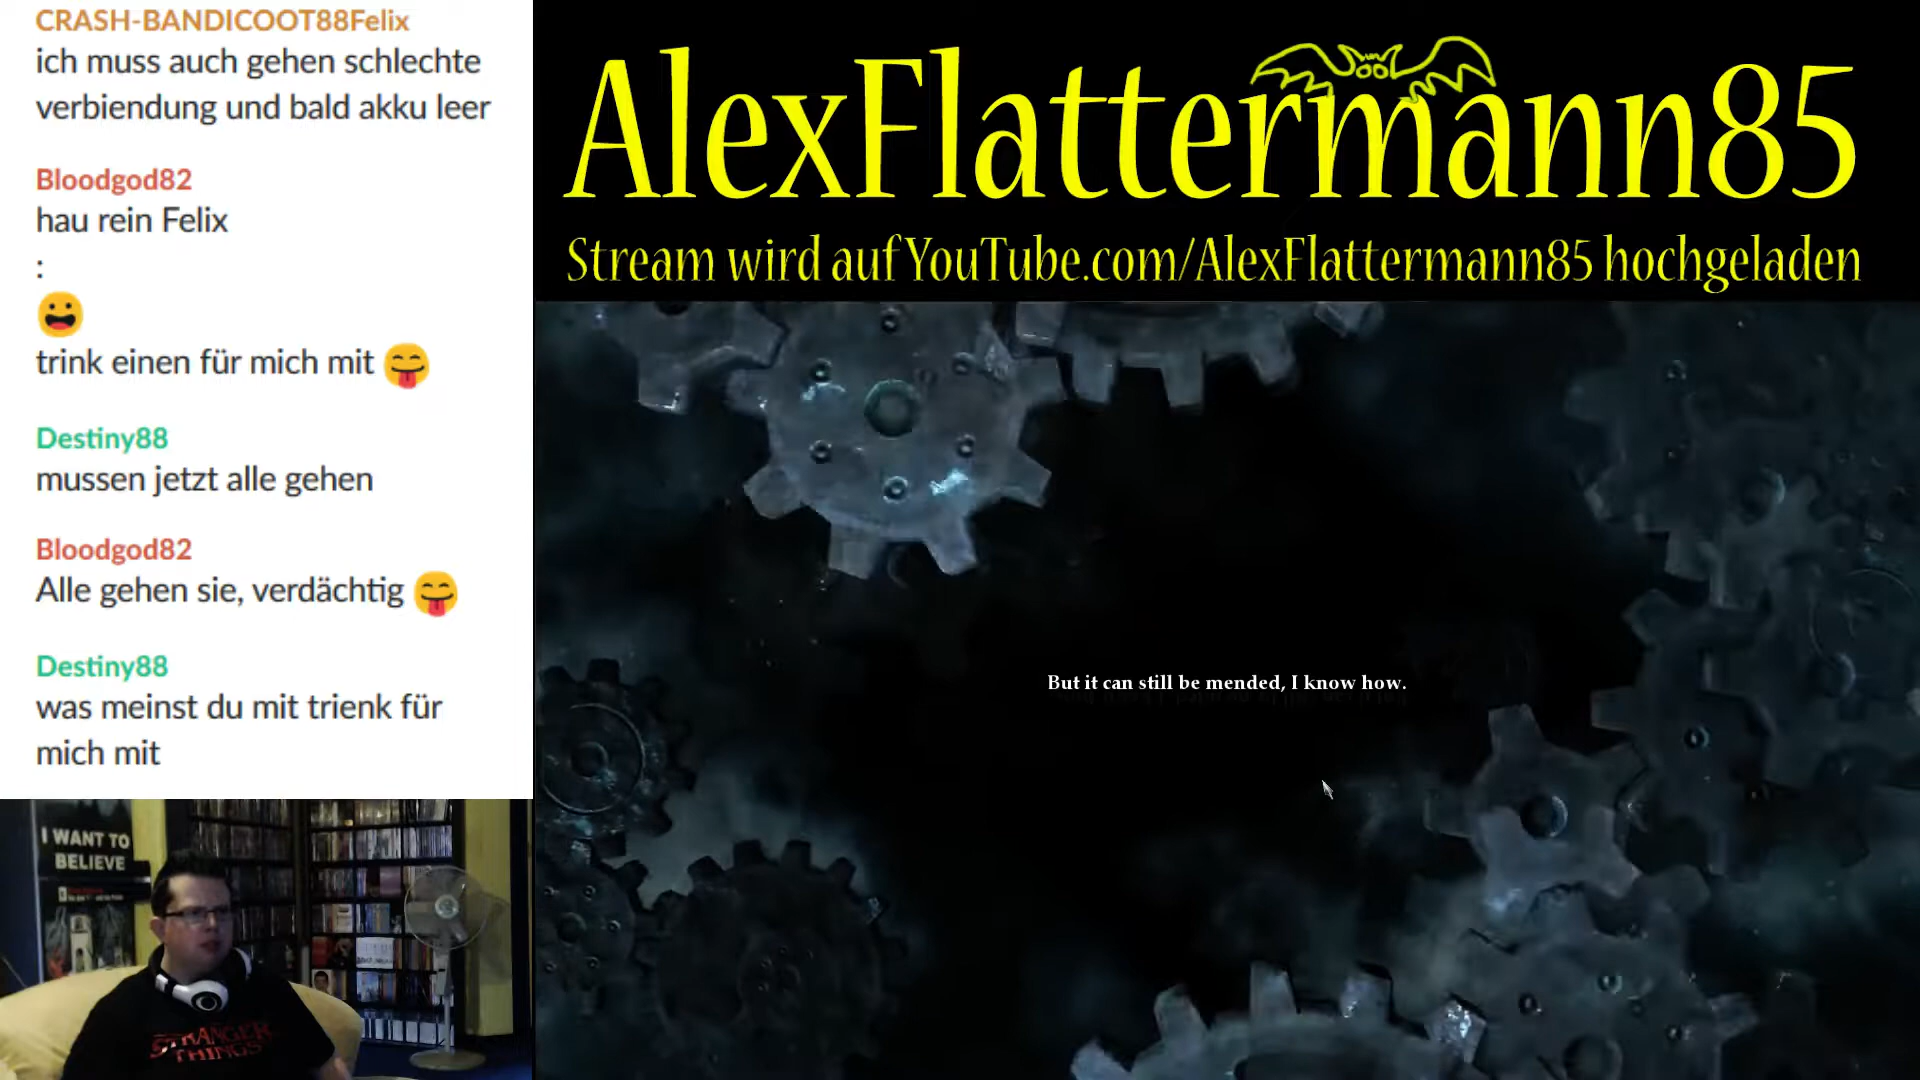 CRASH-BANDICOOT88Felix
ich muss auch gehen schlechte
verbiendung und bald akku leer
Bloodgod82
hau rein Felix
:
trink einen für mich mit
Destiny88
mussen jetzt alle gehen
Bloodgod82
Alle gehen sie, verdächtig
Destiny88
was meinst du mit trienk für
mich mit
AlexFlattermann85
Stream wird auf YouTube.com/AlexFlattermann85 hochgeladen
But it can still be mended, I know how.
I WANT TO
BELIEVE
STRANGER
THINGS